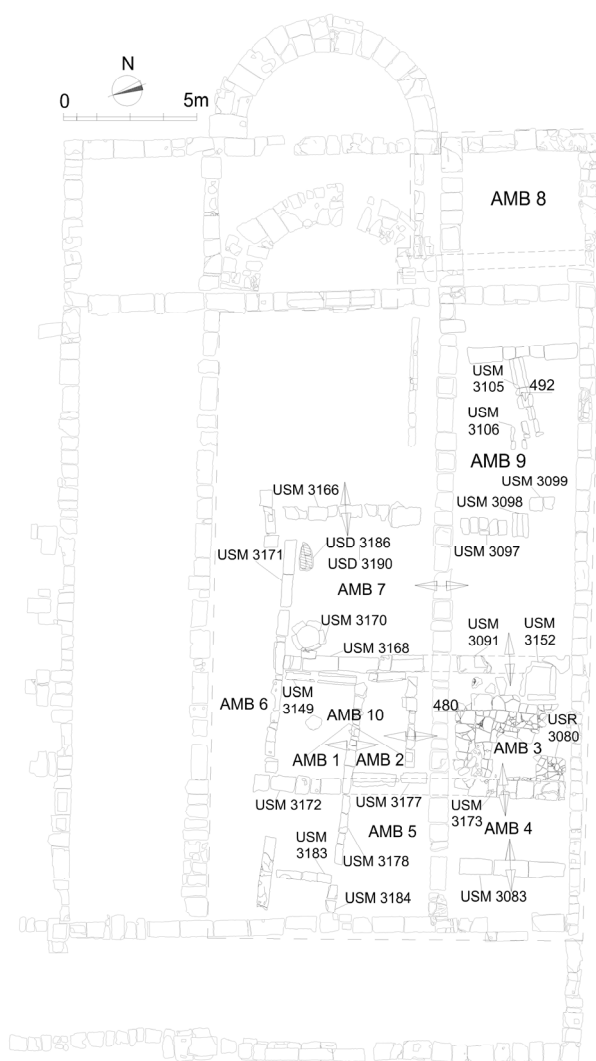 N
0 5m
AMB 8
USM
3105
492
USM
3106
AMB 9
USM 3099
USM 3098
USM 3097
USM 3166
USD 3186
USM 3171
USD 3190
AMB 7
USM 3170
USM 3168
USM
3091
USM
3152
AMB 6
USM
3149
480
AMB 10
USR
3080
AMB 3
AMB 1
AMB 2
USM 3172
USM 3177
USM
3173
AMB 4
AMB 5
USM
3183
USM 3178
USM 3184
USM 3083